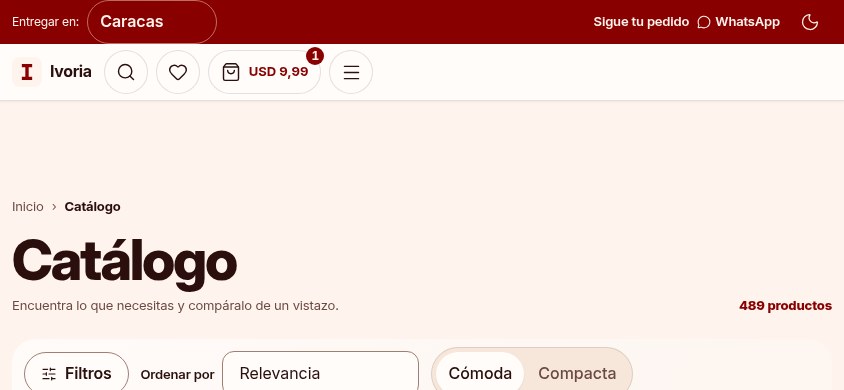 Entregar en: Caracas Sigue tu pedido WhatsApp
I Ivoria USD 9,99 1
Inicio › Catálogo
Catálogo
Encuentra lo que necesitas y compáralo de un vistazo. 489 productos
Filtros Ordenar por Relevancia Cómoda Compacta